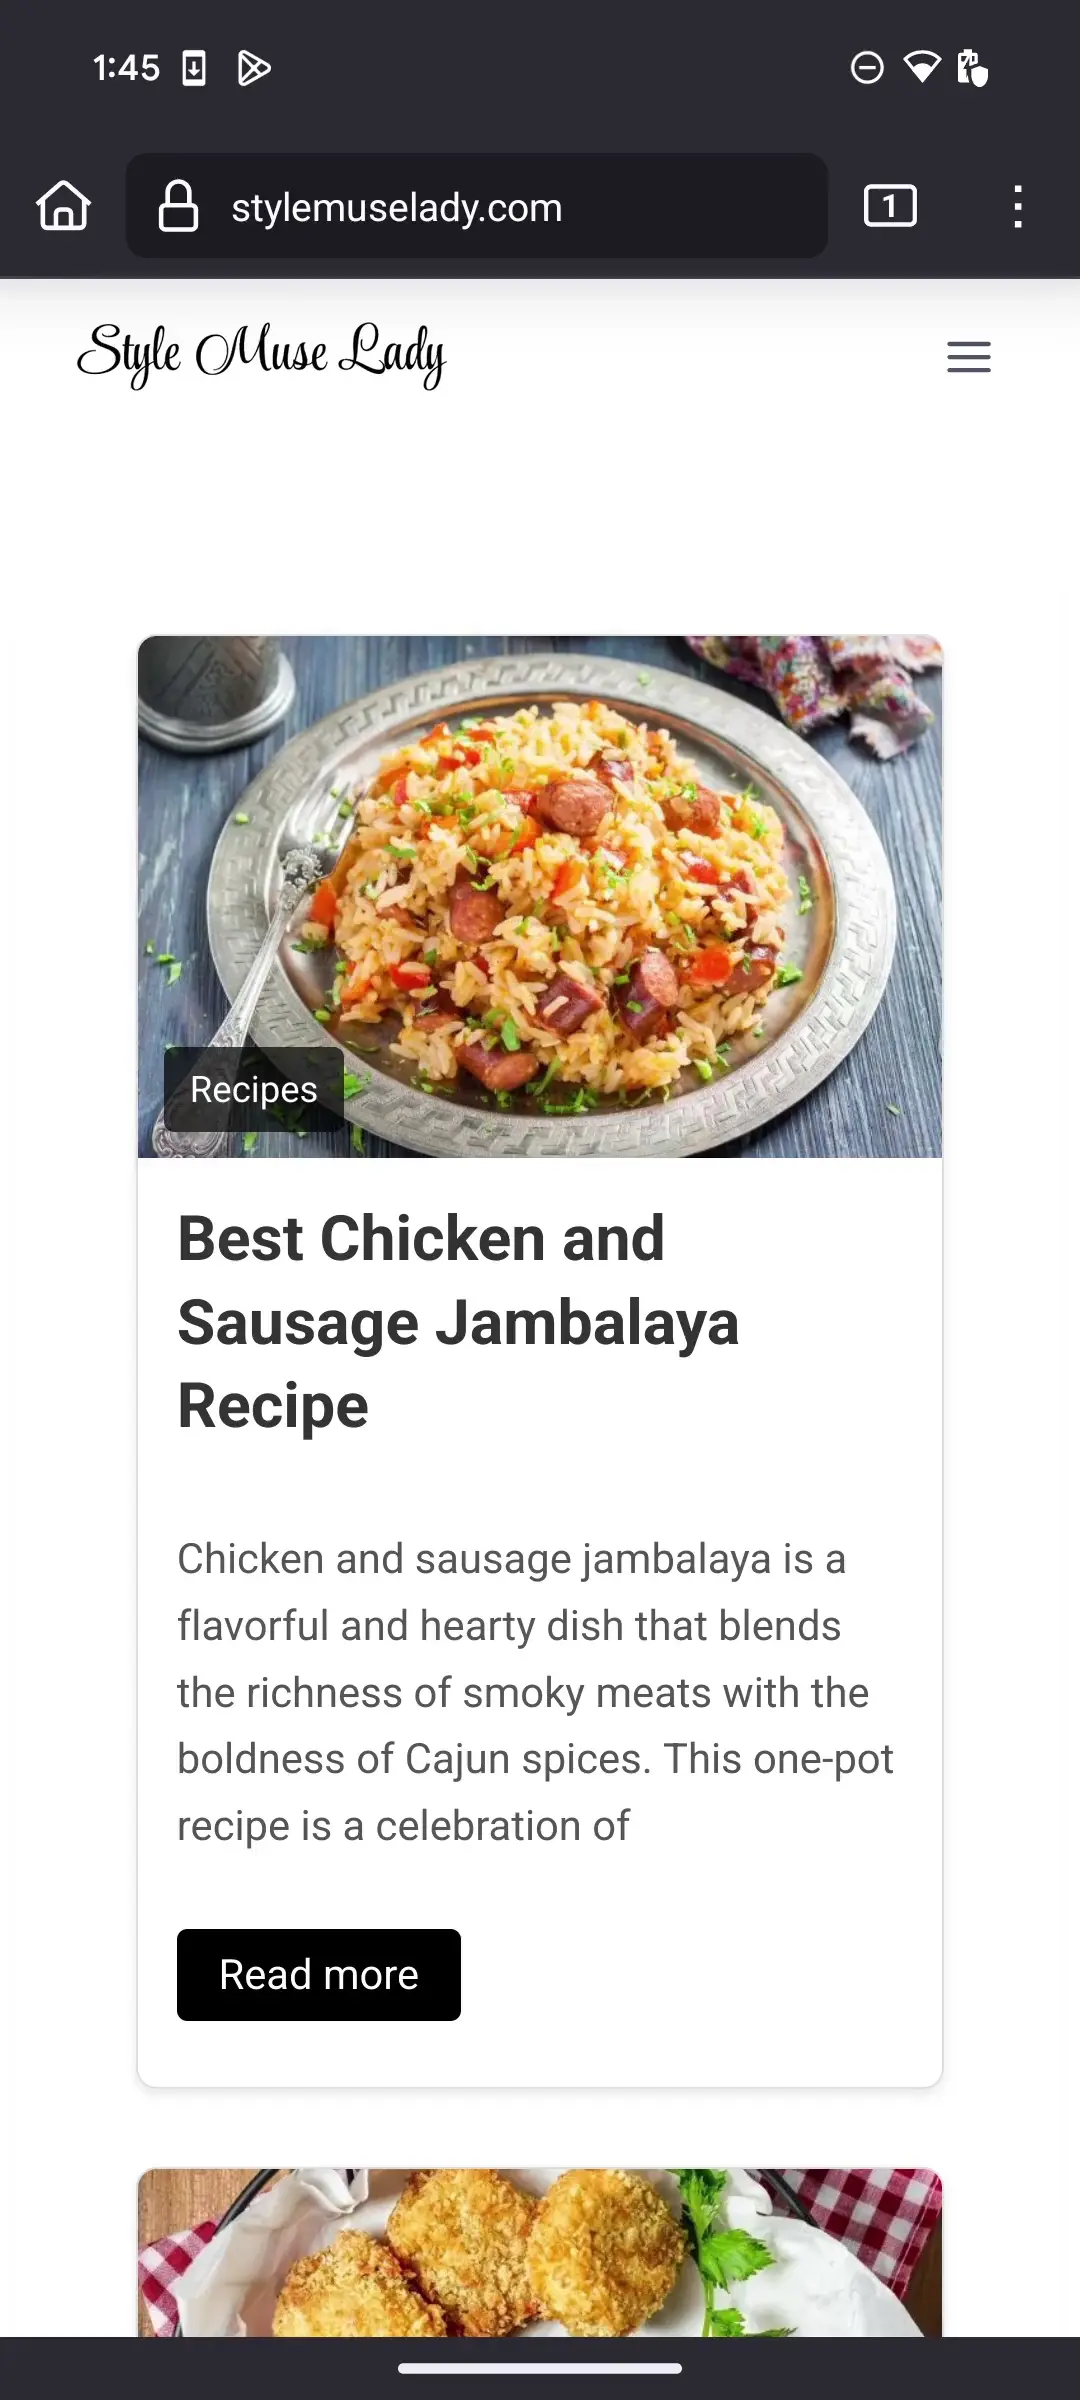 1:45
stylemuselady.com
1
Style Muse Lady
Recipes
Best Chicken and
Sausage Jambalaya
Recipe
Chicken and sausage jambalaya is a
flavorful and hearty dish that blends
the richness of smoky meats with the
boldness of Cajun spices. This one-pot
recipe is a celebration of
Read more